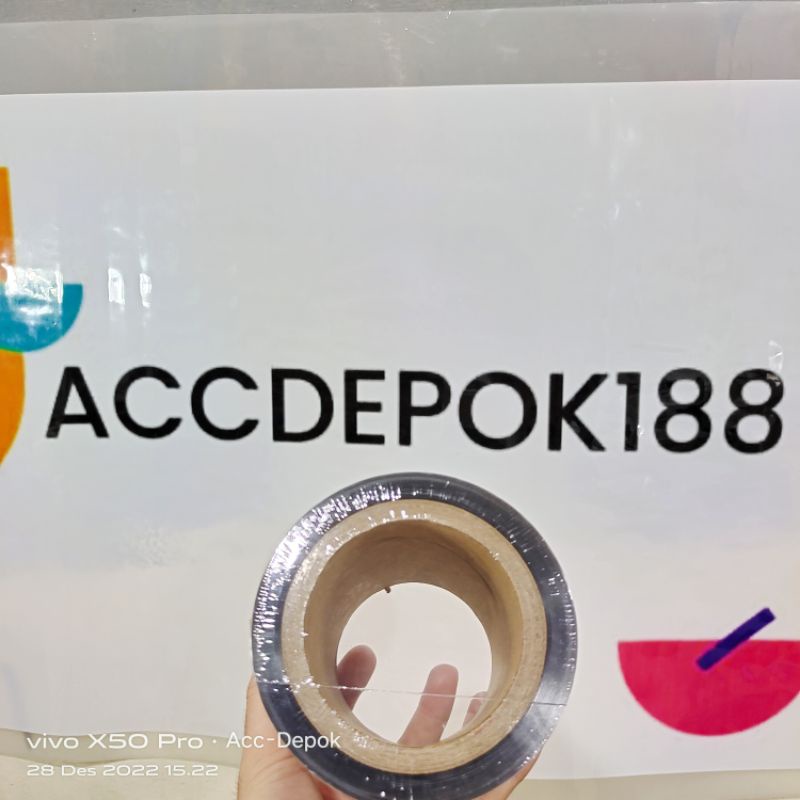 ACCDEPOK188
vivo X50 Pro · Acc-Depok
28 Des 2022 15.22